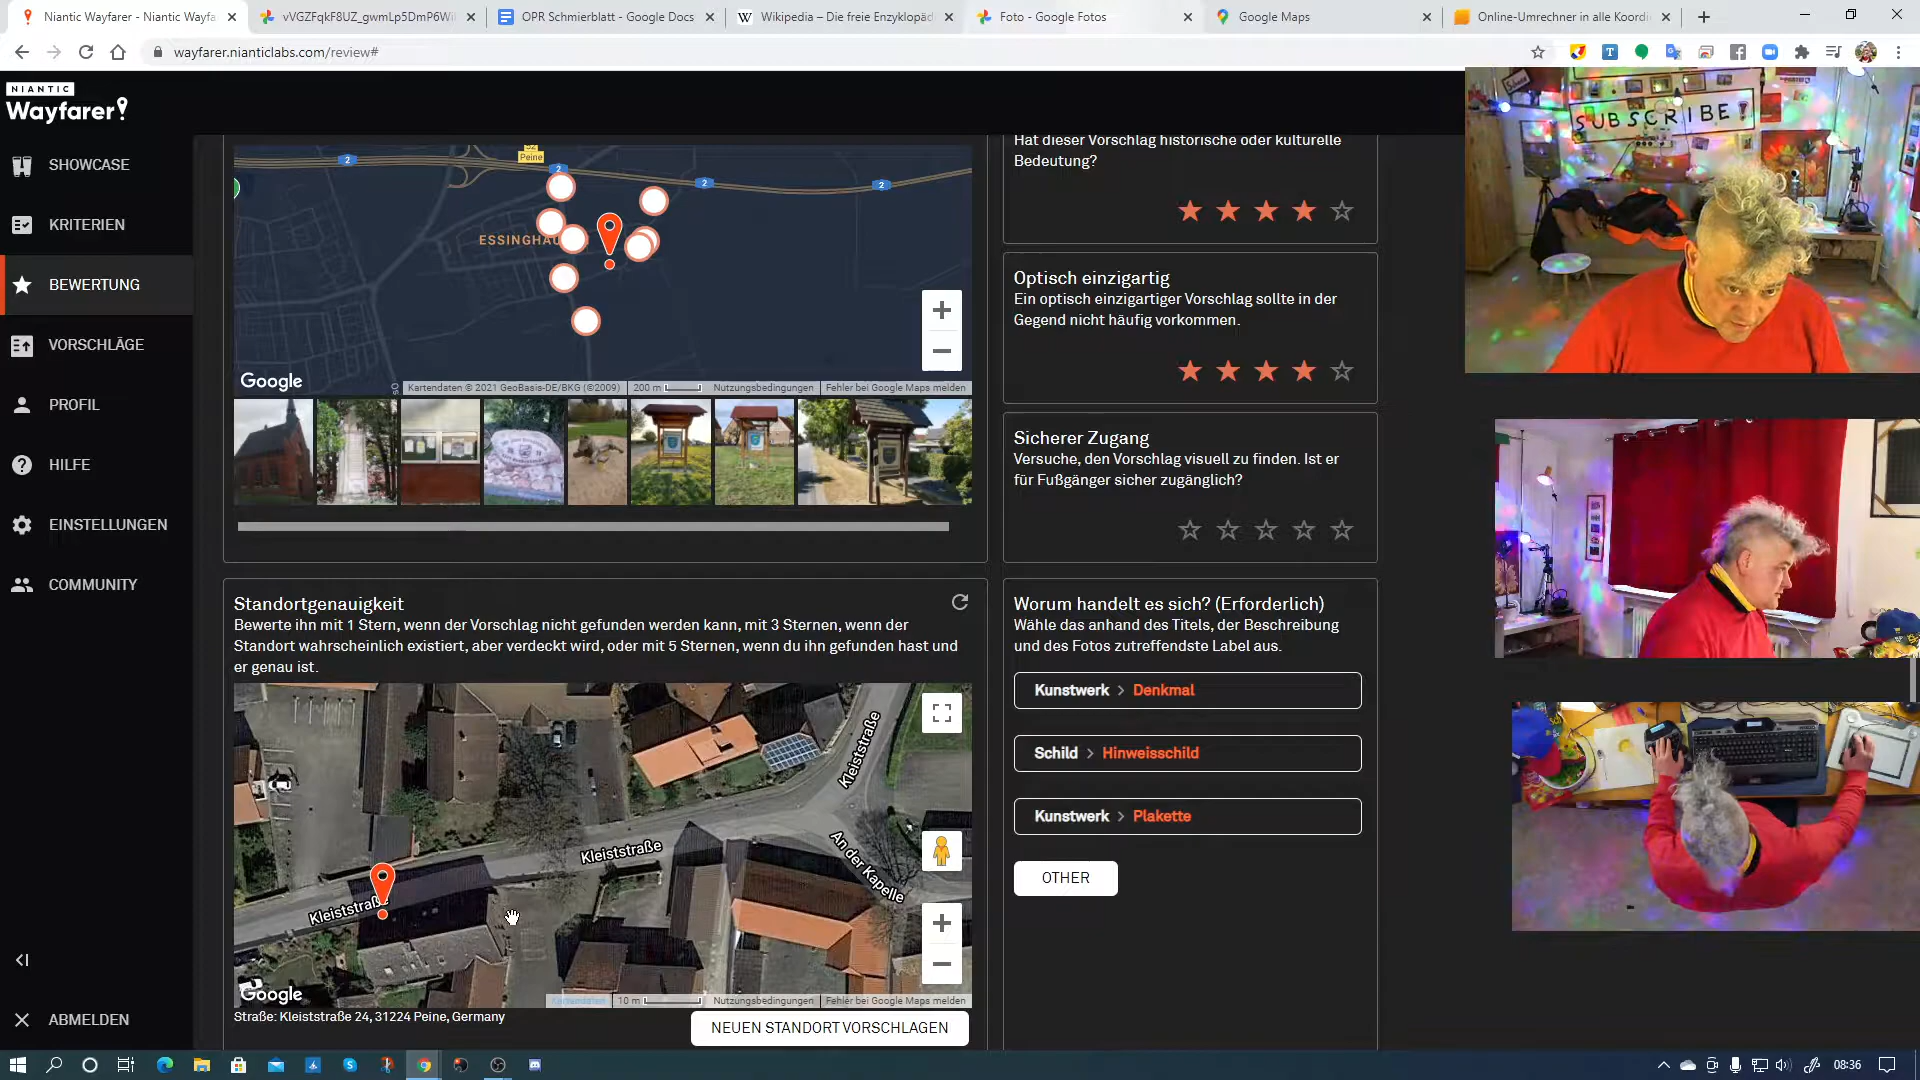 Niantic Wayfarer - Niantic Wayfa
vVGZFqkF8UZ_gwmLp5DmP6Wi
OPR Schmierblatt - Google Docs
Wikipedia – Die freie Enzyklopäd
Foto - Google Fotos
Google Maps
Online-Umrechner in alle Koordi
wayfarer.nianticlabs.com/review#
NIANTIC
Wayfarer
SHOWCASE
KRITERIEN
BEWERTUNG
VORSCHLÄGE
PROFIL
HILFE
EINSTELLUNGEN
COMMUNITY
ABMELDEN
2
Peine
2
2
2
ESSINGHAU
Google
Kartendaten © 2021 GeoBasis-DE/BKG (©2009)
200 m
Nutzungsbedingungen
Fehler bei Google Maps melden
Standortgenauigkeit
Bewerte ihn mit 1 Stern, wenn der Vorschlag nicht gefunden werden kann, mit 3 Sternen, wenn der
Standort wahrscheinlich existiert, aber verdeckt wird, oder mit 5 Sternen, wenn du ihn gefunden hast und
er genau ist.
Kleiststraße
Kleiststraße
An der Kapelle
Kleiststraße
Google
Kartendaten
10 m
Nutzungsbedingungen
Fehler bei Google Maps melden
Straße: Kleiststraße 24, 31224 Peine, Germany
NEUEN STANDORT VORSCHLAGEN
Hat dieser Vorschlag historische oder kulturelle
Bedeutung?
Optisch einzigartig
Ein optisch einzigartiger Vorschlag sollte in der
Gegend nicht häufig vorkommen.
Sicherer Zugang
Versuche, den Vorschlag visuell zu finden. Ist er
für Fußgänger sicher zugänglich?
Worum handelt es sich? (Erforderlich)
Wähle das anhand des Titels, der Beschreibung
und des Fotos zutreffendste Label aus.
Kunstwerk > Denkmal
Schild > Hinweisschild
Kunstwerk > Plakette
OTHER
SUBSCRIBE!
08:36